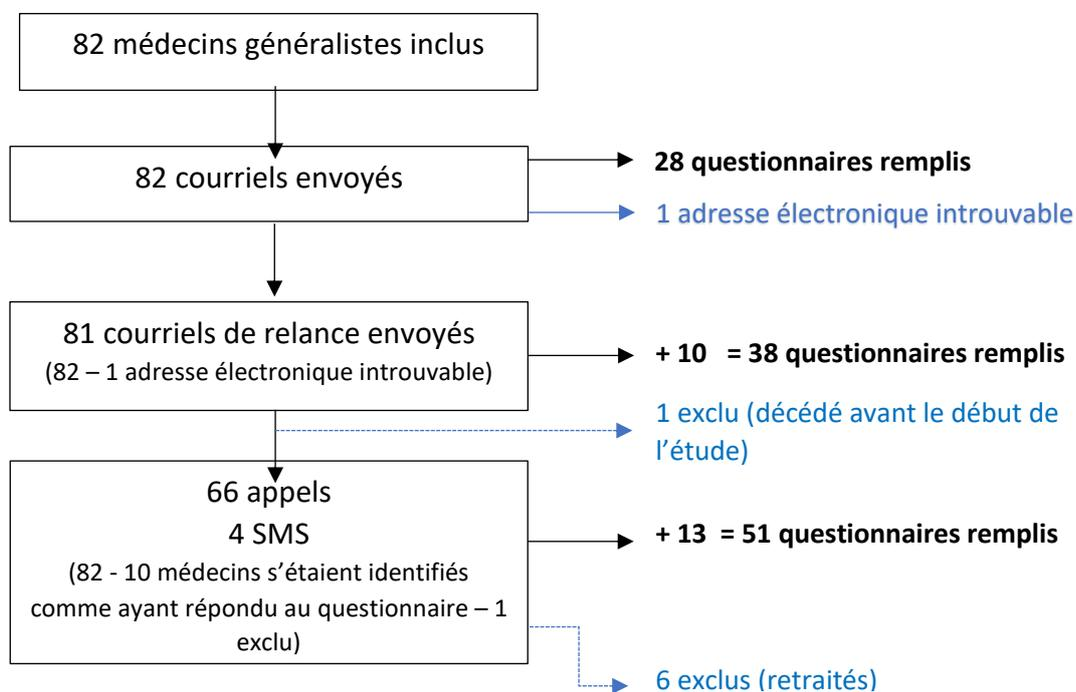 82 médecins généralistes inclus
82 courriels envoyés
28 questionnaires remplis
1 adresse électronique introuvable
81 courriels de relance envoyés
(82 – 1 adresse électronique introuvable)
+ 10 = 38 questionnaires remplis
1 exclu (décédé avant le début de
l’étude)
66 appels
4 SMS
(82 - 10 médecins s’étaient identifiés
comme ayant répondu au questionnaire – 1
exclu)
+ 13 = 51 questionnaires remplis
6 exclus (retraités)